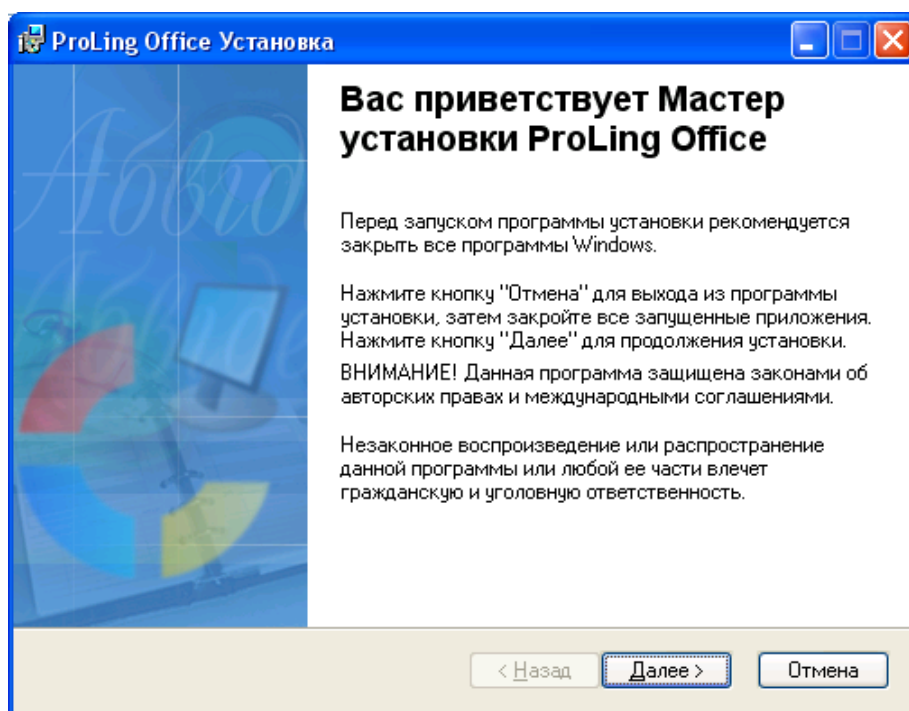 ProLing Office Установка
Абвгд
Вас приветствует Мастер
установки ProLing Office
Перед запуском программы установки рекомендуется
закрыть все программы Windows.
Нажмите кнопку "Отмена" для выхода из программы
установки, затем закройте все запущенные приложения.
Нажмите кнопку "Далее" для продолжения установки.
ВНИМАНИЕ! Данная программа защищена законами об
авторских правах и международными соглашениями.
Незаконное воспроизведение или распространение
данной программы или любой ее части влечет
гражданскую и уголовную ответственность.
< Назад Далее > Отмена